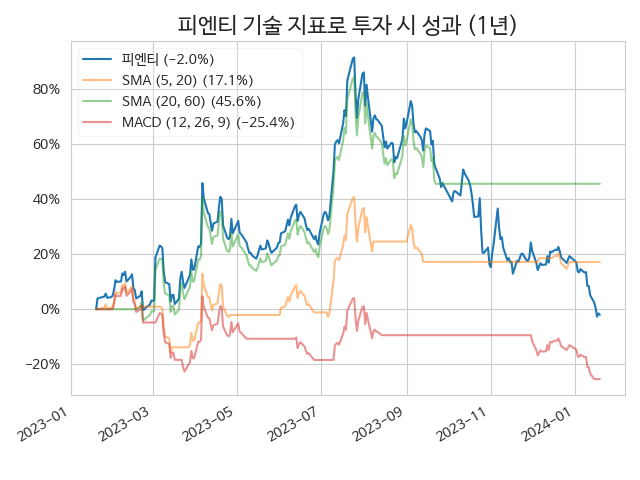 피엔티 기술 지표로 투자 시 성과 (1년)
피엔티 (−2.0%)
SMA (5, 20) (17.1%)
SMA (20, 60) (45.6%)
MACD (12, 26, 9) (−25.4%)
80%
60%
40%
20%
0%
−20%
2023−01
2023−03
2023−05
2023−07
2023−09
2023−11
2024−01